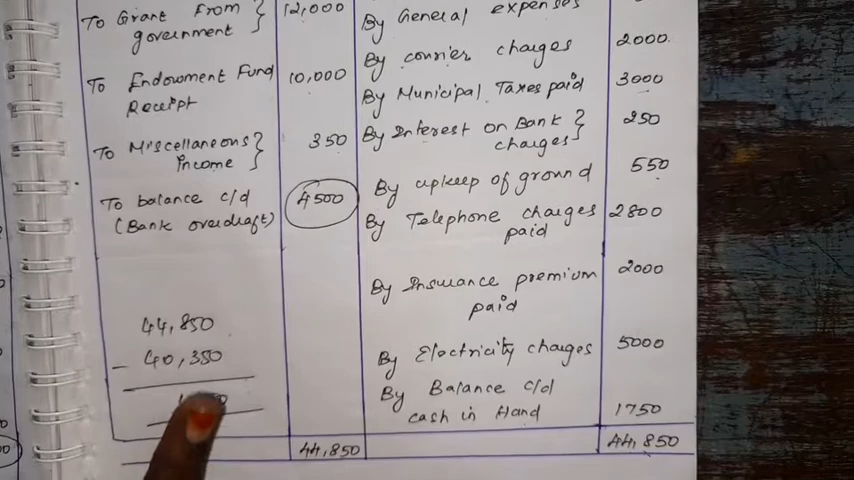 To Grant From } 12,000
government
To Endowment Fund 10,000
Receipt
To Miscellaneous } 350
Income
To balance c/d 4500
(Bank overdraft)
44,850
- 40,350
44,850
By General expenses
By courier charges 2000
By Municipal Taxes paid 3000
By Interest on Bank } 250
charges
By upkeep of ground 550
By Telephone charges 2800
paid
By Insurance premium 2000
paid
By Electricity charges 5000
By Balance c/d
cash in Hand 1750
44,850